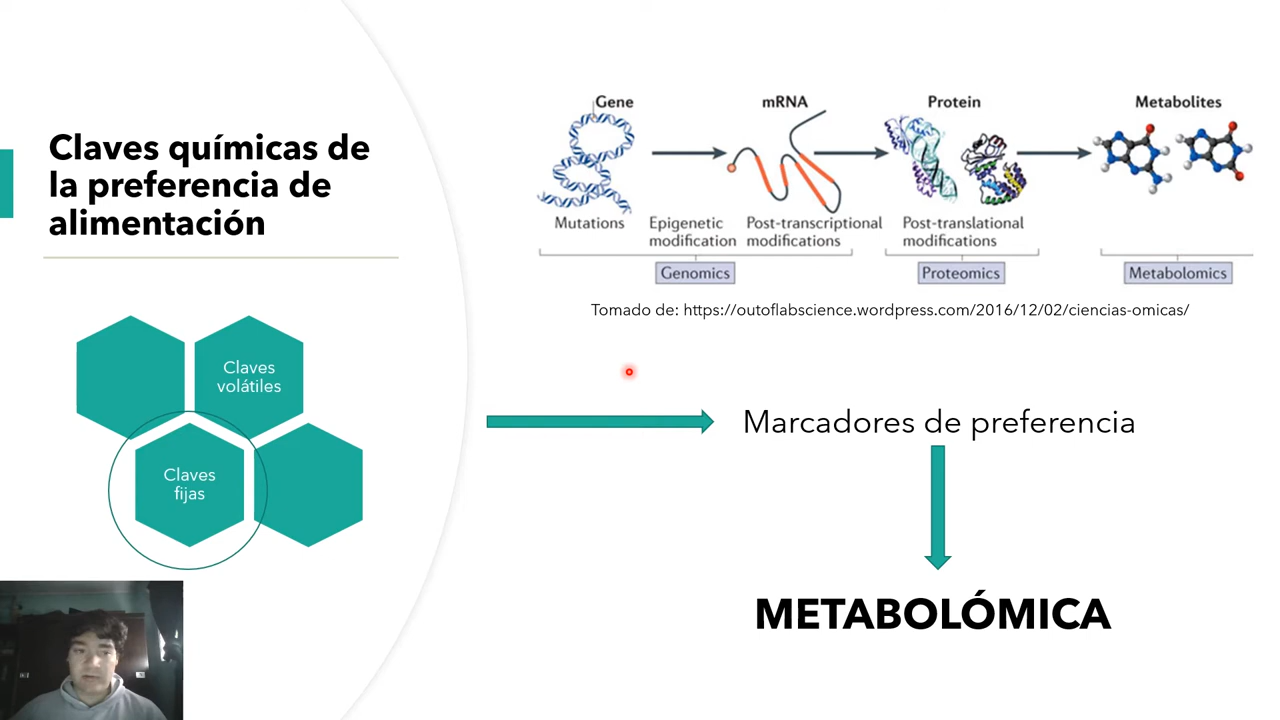 Claves químicas de
la preferencia de
alimentación
Claves
volátiles
Claves
fijas
Gene
mRNA
Protein
Metabolites
Mutations
Epigenetic
modification
Post-transcriptional
modifications
Post-translational
modifications
Genomics
Proteomics
Metabolomics
Tomado de: https://outoflabscience.wordpress.com/2016/12/02/ciencias-omicas/
Marcadores de preferencia
METABOLÓMICA